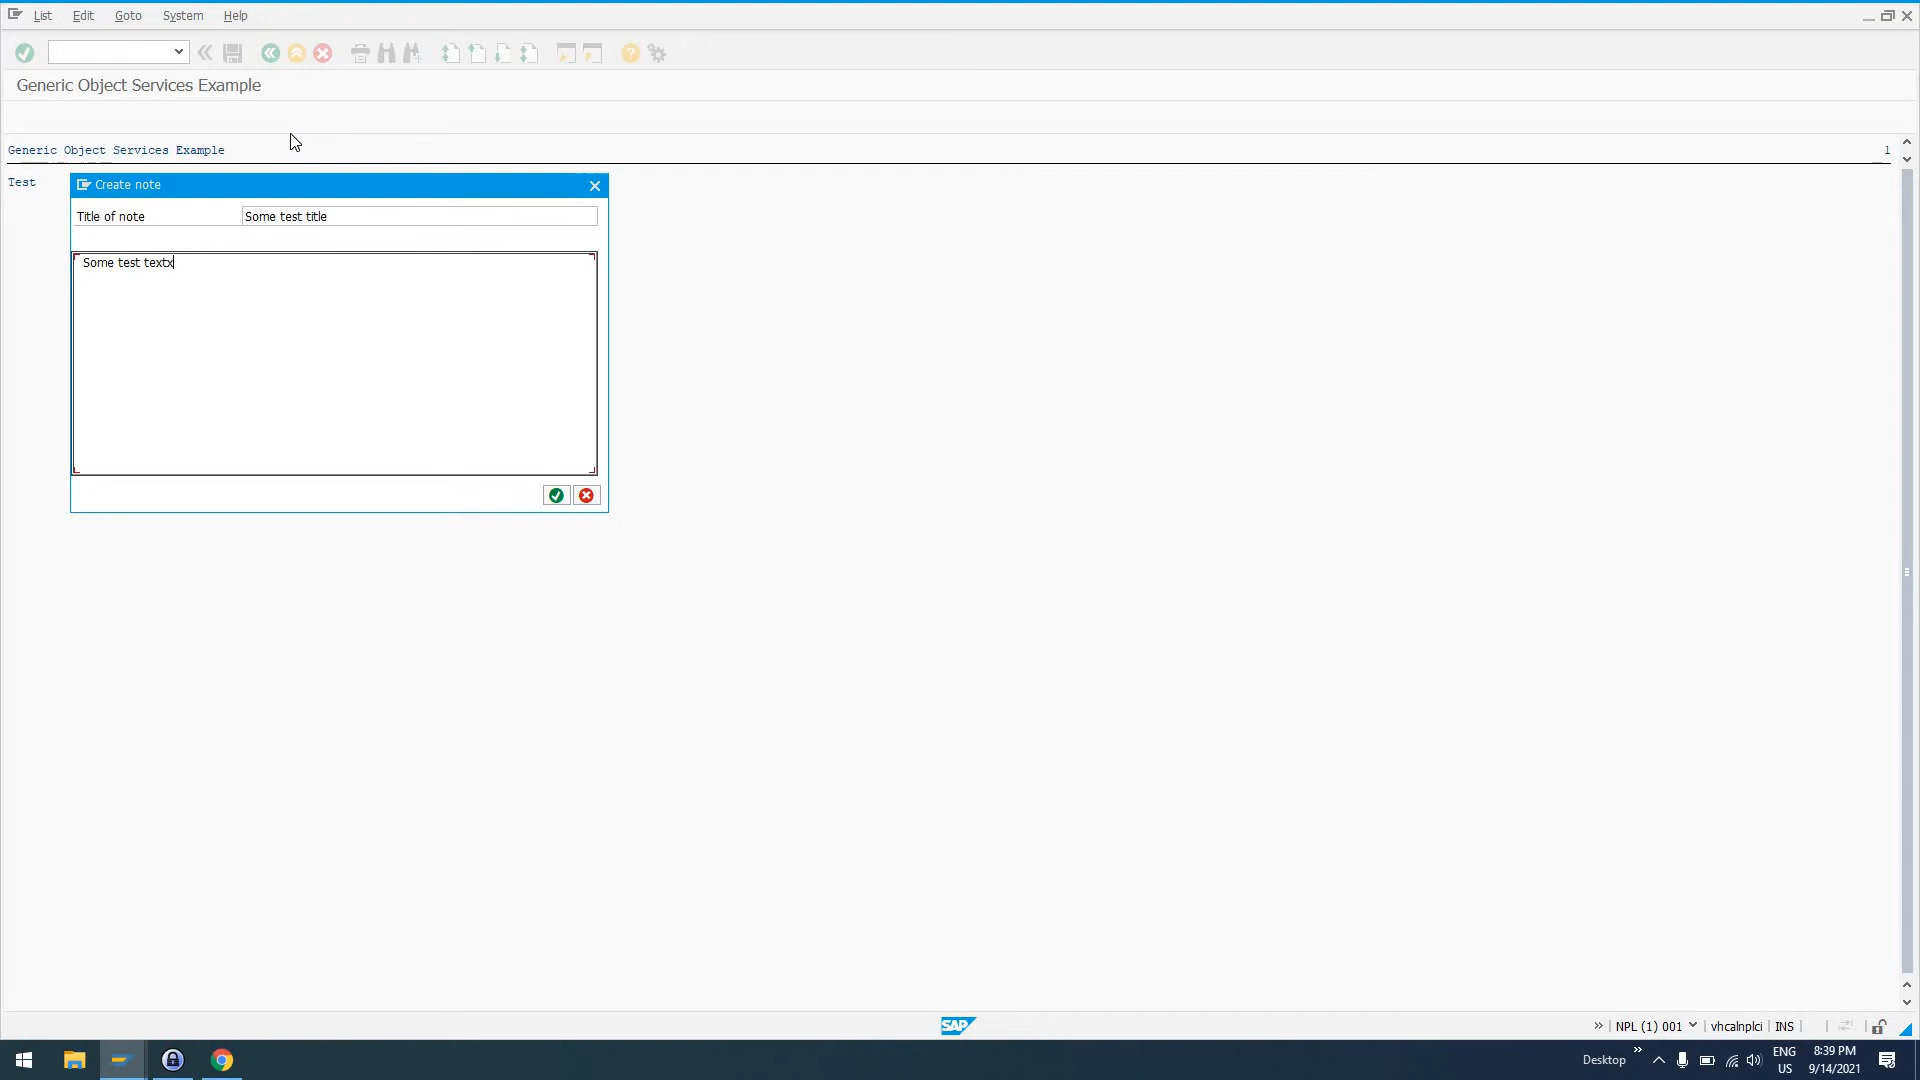 List Edit Goto System Help
Generic Object Services Example
Generic Object Services Example 1
Test
Create note
Title of note Some test title
Some test textx
SAP
NPL (1) 001 vhcalnplci INS
Desktop ENG 8:39 PM
US 9/14/2021